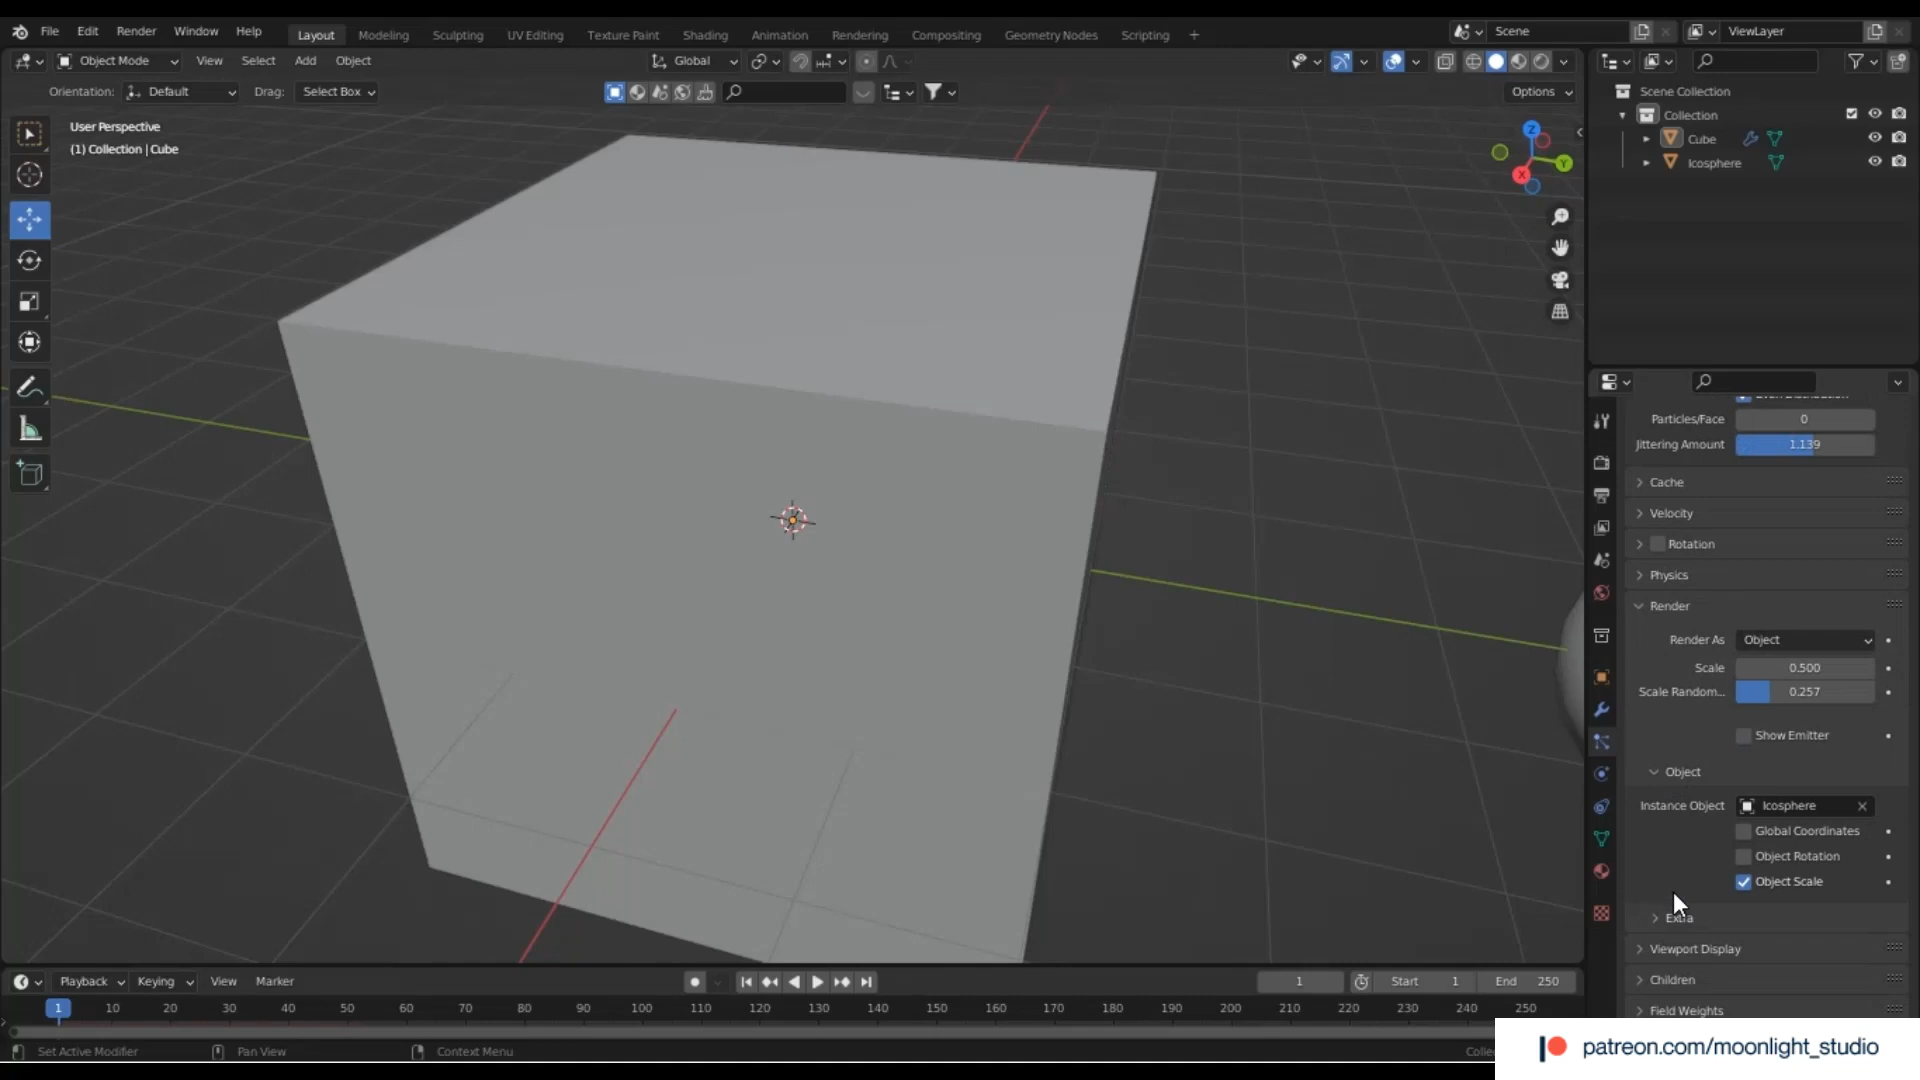 File Edit Render Window Help Layout Modeling Sculpting UV Editing Texture Paint Shading Animation Rendering Compositing Geometry Nodes Scripting + Scene ViewLayer
Object Mode View Select Add Object Global
Orientation: Default Drag: Select Box Options
User Perspective
(1) Collection | Cube
Z
Y
X
Scene Collection
Collection
Cube
Icosphere
Particles/Face 0
Jittering Amount 1.139
Cache
Velocity
Rotation
Physics
Render
Render As Object
Scale 0.500
Scale Random... 0.257
Show Emitter
Object
Instance Object Icosphere
Global Coordinates
Object Rotation
Object Scale
Extra
Viewport Display
Children
Field Weights
Playback Keying View Marker 1 Start 1 End 250
1 10 20 30 40 50 60 70 80 90 100 110 120 130 140 150 160 170 180 190 200 210 220 230 240 250
Set Active Modifier Pan View Context Menu Colle
patreon.com/moonlight_studio